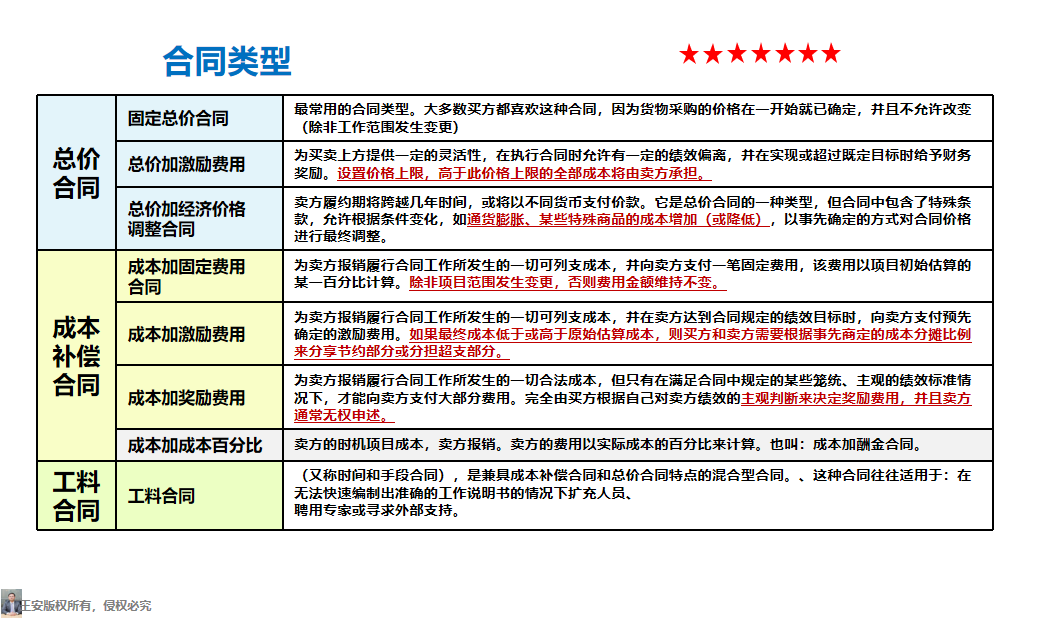 合同类型
★★★★★★★
总价
合同
固定总价合同
最常用的合同类型。大多数买方都喜欢这种合同，因为货物采购的价格在一开始就已确定，并且不允许改变
（除非工作范围发生变更）
总价加激励费用
为买卖上方提供一定的灵活性，在执行合同时允许有一定的绩效偏离，并在实现或超过既定目标时给予财务
奖励。设置价格上限，高于此价格上限的全部成本将由卖方承担。
总价加经济价格
调整合同
卖方履约期将跨越几年时间，或将以不同货币支付价款。它是总价合同的一种类型，但合同中包含了特殊条
款，允许根据条件变化，如通货膨胀、某些特殊商品的成本增加（或降低），以事先确定的方式对合同价格
进行最终调整。
成本
补偿
合同
成本加固定费用
合同
为卖方报销履行合同工作所发生的一切可列支成本，并向卖方支付一笔固定费用，该费用以项目初始估算的
某一百分比计算。除非项目范围发生变更，否则费用金额维持不变。
成本加激励费用
为卖方报销履行合同工作所发生的一切可列支成本，并在卖方达到合同规定的绩效目标时，向卖方支付预先
确定的激励费用。如果最终成本低于或高于原始估算成本，则买方和卖方需要根据事先商定的成本分摊比例
来分享节约部分或分担超支部分。
成本加奖励费用
为卖方报销履行合同工作所发生的一切合法成本，但只有在满足合同中规定的某些笼统、主观的绩效标准情
况下，才能向卖方支付大部分费用。完全由买方根据自己对卖方绩效的主观判断来决定奖励费用，并且卖方
通常无权申述。
成本加成本百分比
卖方的时机项目成本，卖方报销。卖方的费用以实际成本的百分比来计算。也叫：成本加酬金合同。
工料
合同
工料合同
（又称时间和手段合同），是兼具成本补偿合同和总价合同特点的混合型合同。、这种合同往往适用于：在
无法快速编制出准确的工作说明书的情况下扩充人员、
聘用专家或寻求外部支持。
王安版权所有，侵权必究